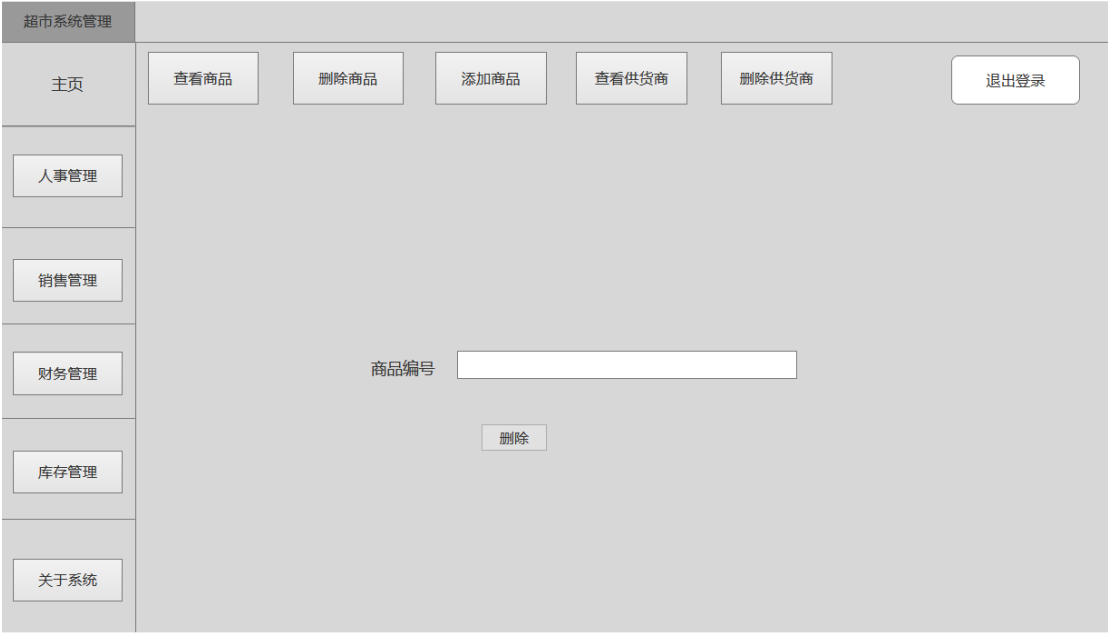 超市系统管理
主页
查看商品
删除商品
添加商品
查看供货商
删除供货商
退出登录
人事管理
销售管理
财务管理
库存管理
关于系统
商品编号
删除